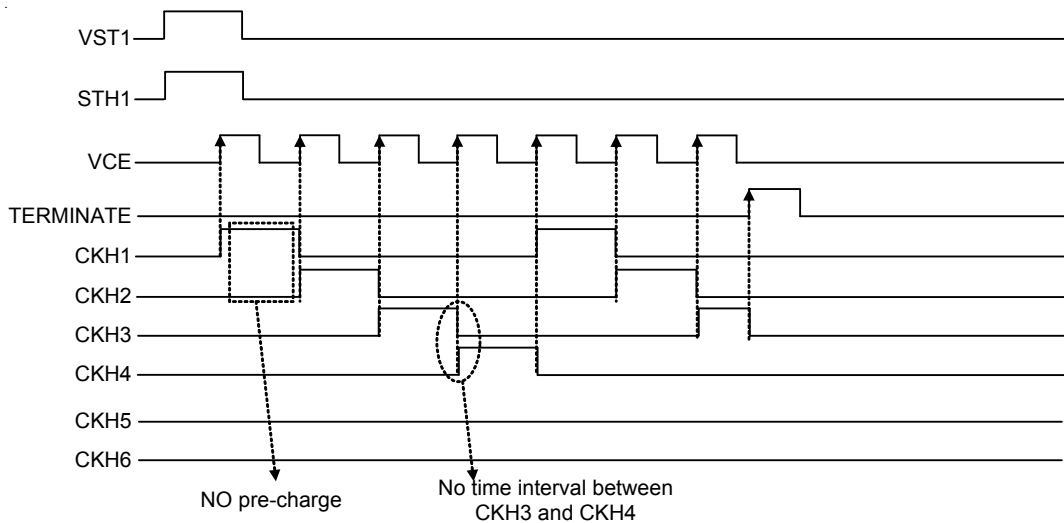 VST1
STH1
VCE
TERMINATE
CKH1
CKH2
CKH3
CKH4
CKH5
CKH6
NO pre-charge
No time interval between
CKH3 and CKH4